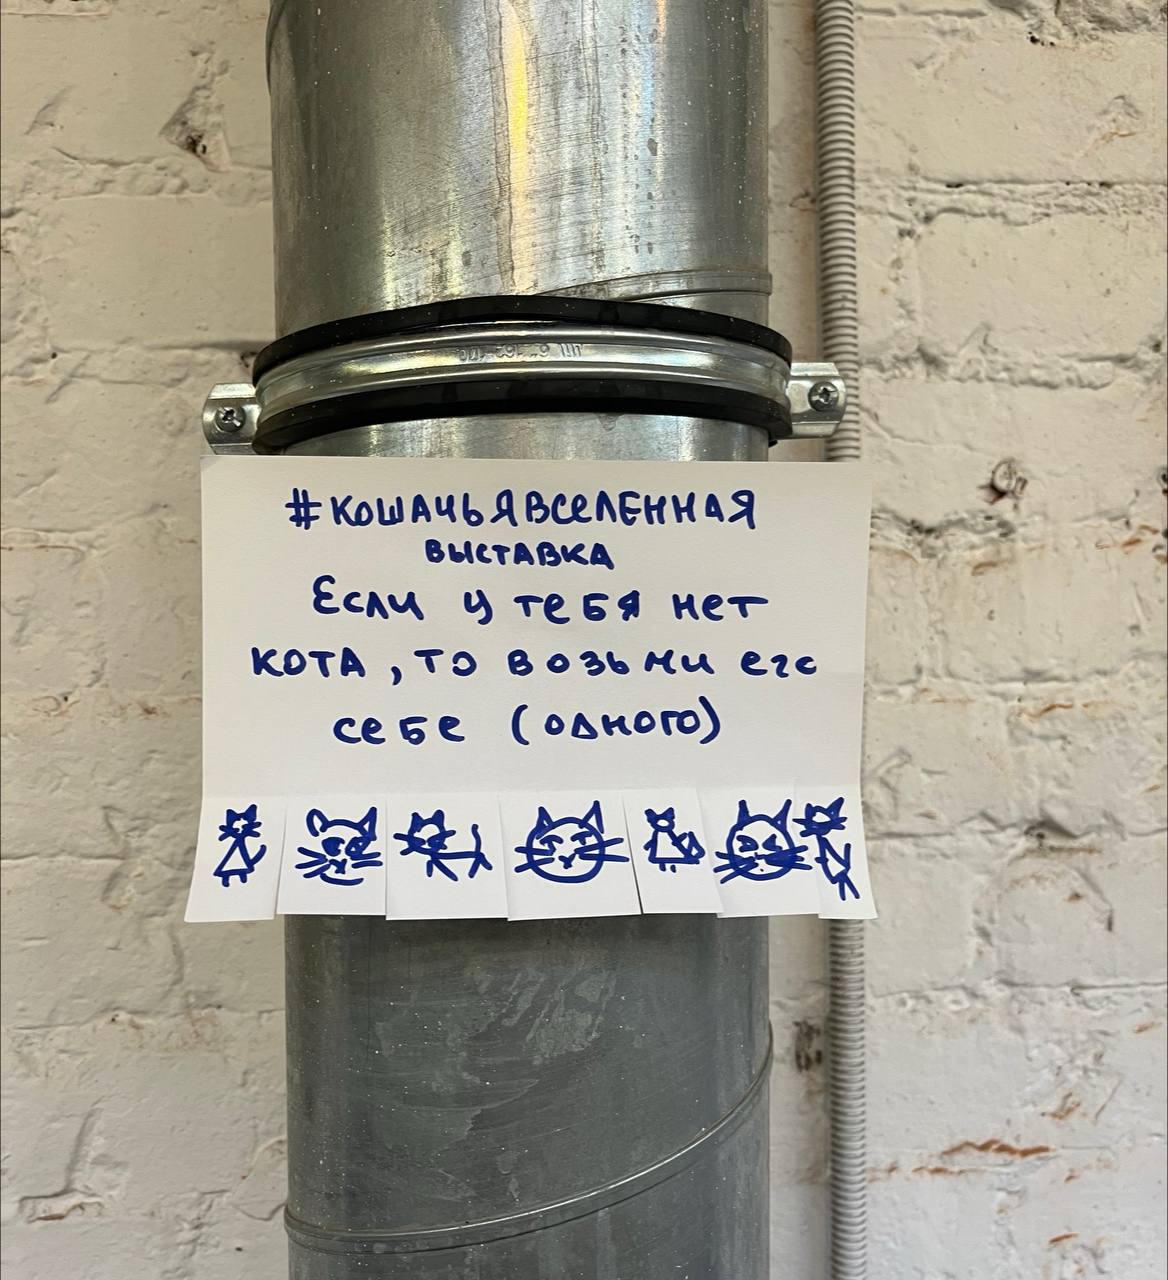 #КОШАЧЬЯВСЕЛЕННАЯ
ВЫСТАВКА
Если у тебя нет
кота, то возьми его
себе (одного)